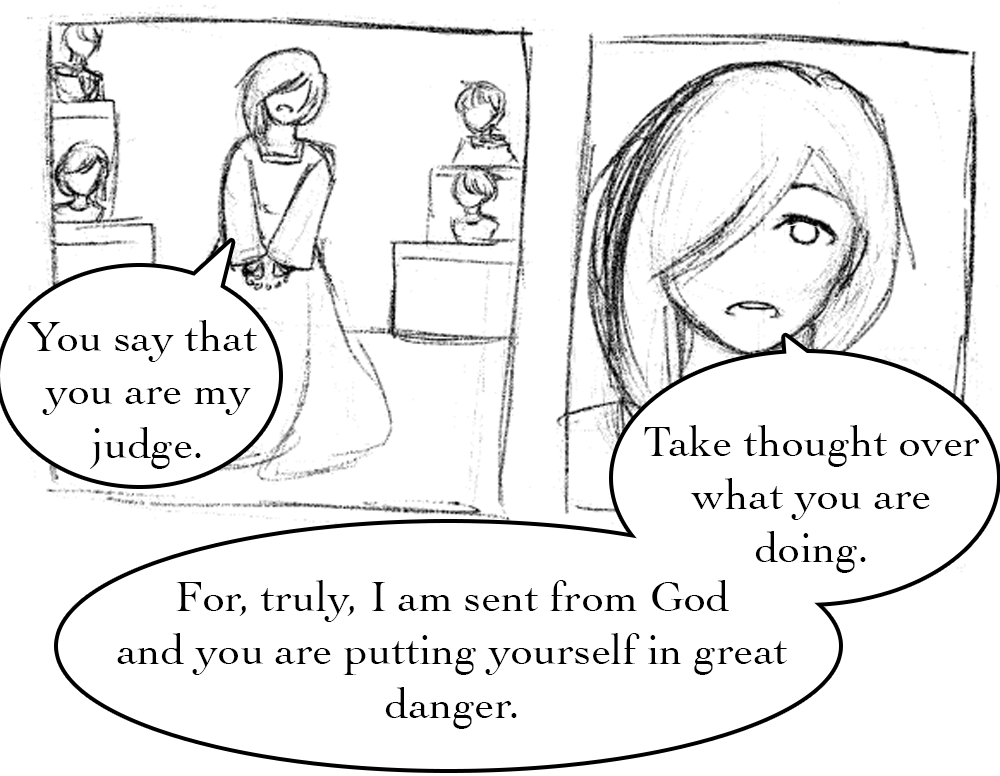 You say that
you are my
judge.
Take thought over
what you are
doing.
For, truly, I am sent from God
and you are putting yourself in great
danger.